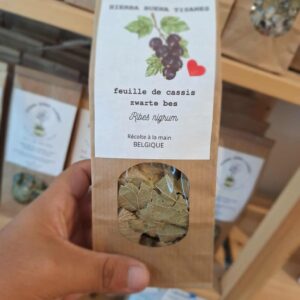 HIERBA BUENA TISANES
feuille de cassis
zwarte bes
Ribes nigrum
Récolte à la main
BELGIQUE